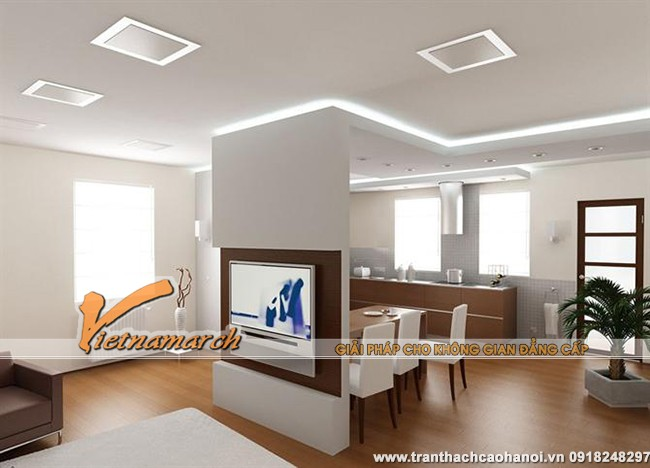 Vietnamarch
GIẢI PHÁP CHO KHÔNG GIAN ĐẲNG CẤP
www.tranthachcaohanoi.vn 0918248297